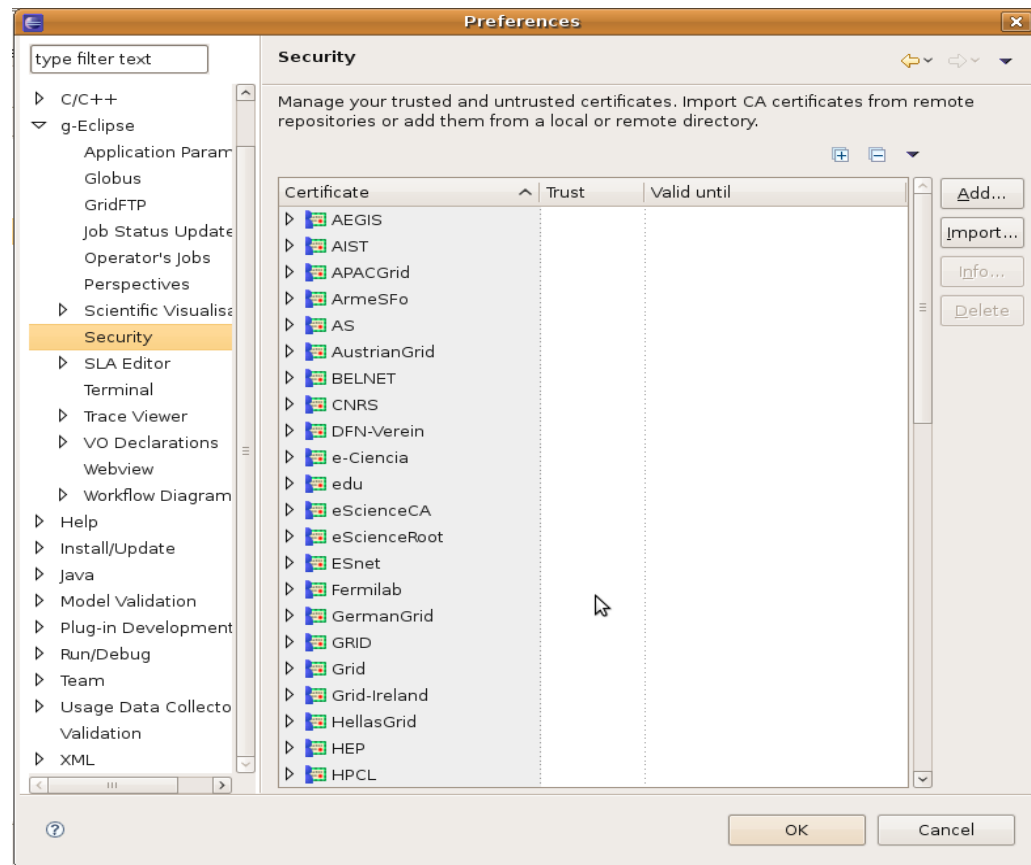 Preferences
type filter text
C/C++
g-Eclipse
Application Param
Globus
GridFTP
Job Status Update
Operator's Jobs
Perspectives
Scientific Visualisa
Security
SLA Editor
Terminal
Trace Viewer
VO Declarations
Webview
Workflow Diagram
Help
Install/Update
Java
Model Validation
Plug-in Development
Run/Debug
Team
Usage Data Collecto
Validation
XML
Security
Manage your trusted and untrusted certificates. Import CA certificates from remote
repositories or add them from a local or remote directory.
Certificate Trust Valid until
AEGIS
AIST
APACGrid
ArmeSFo
AS
AustrianGrid
BELNET
CNRS
DFN-Verein
e-Ciencia
edu
eScienceCA
eScienceRoot
ESnet
Fermilab
GermanGrid
GRID
Grid
Grid-Ireland
HellasGrid
HEP
HPCL
Add...
Import...
Info...
Delete
OK Cancel